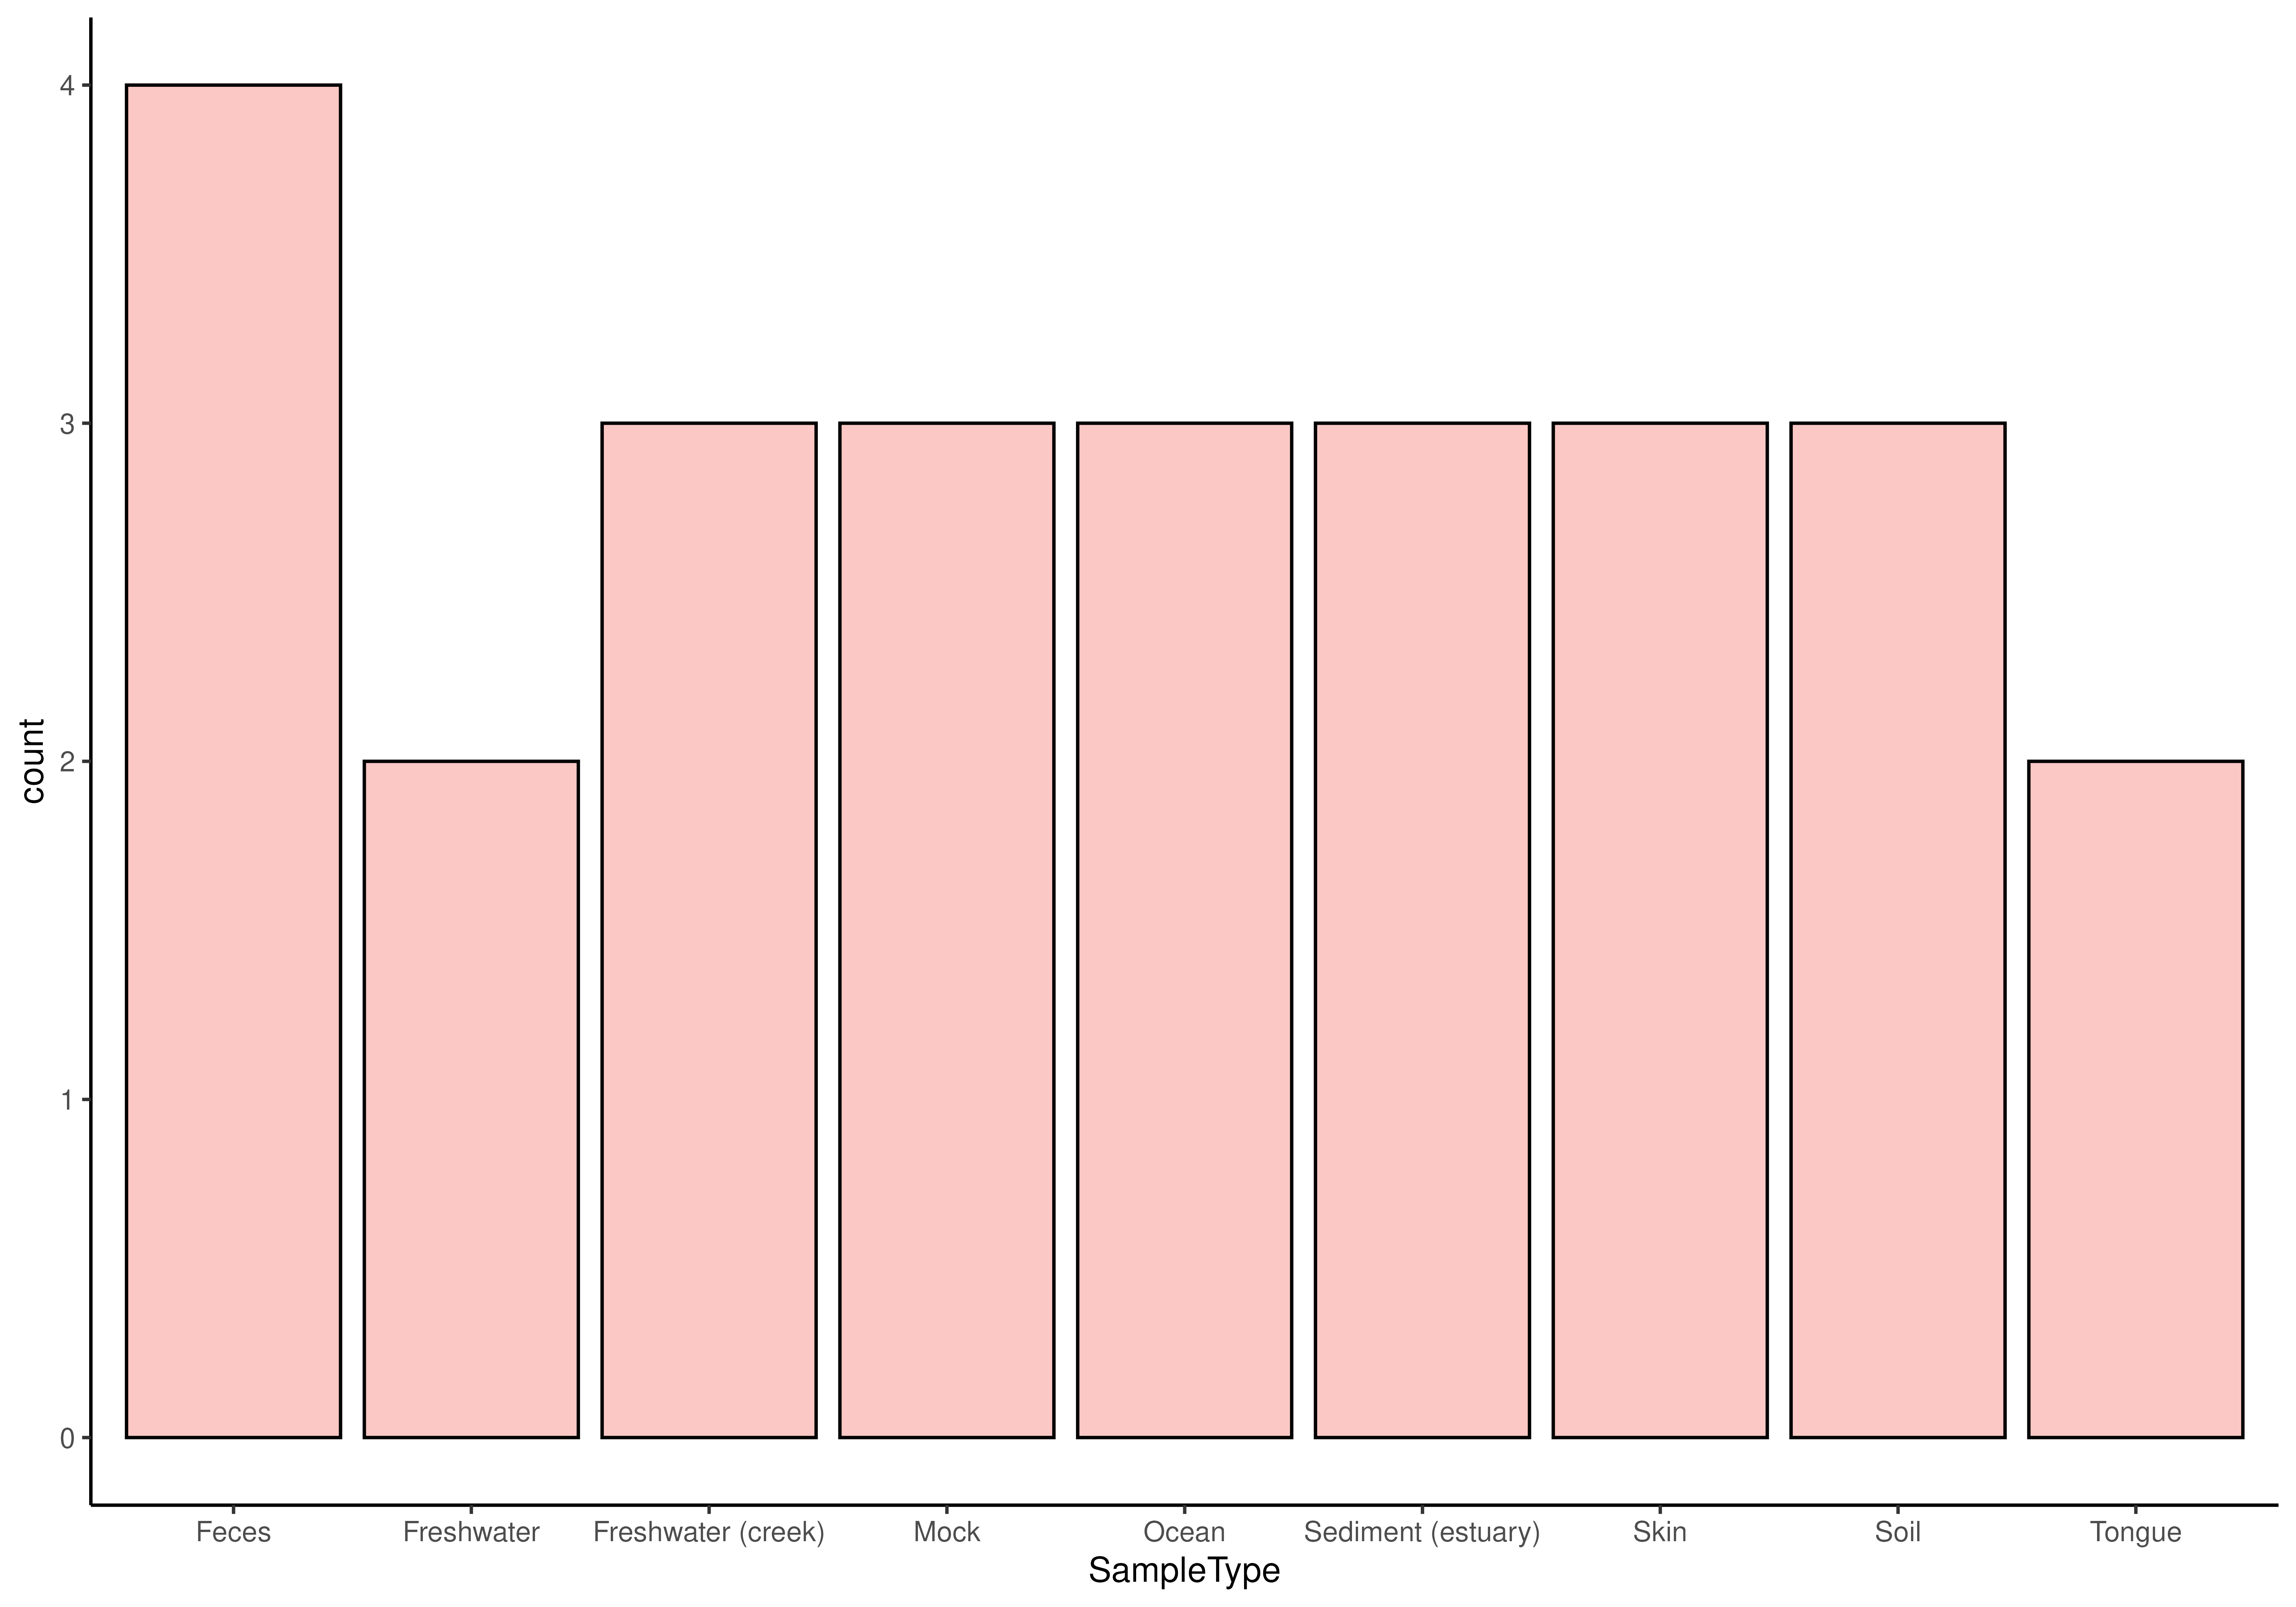 count
4
3
2
1
0
Feces Freshwater Freshwater (creek) Mock Ocean Sediment (estuary) Skin Soil Tongue
SampleType